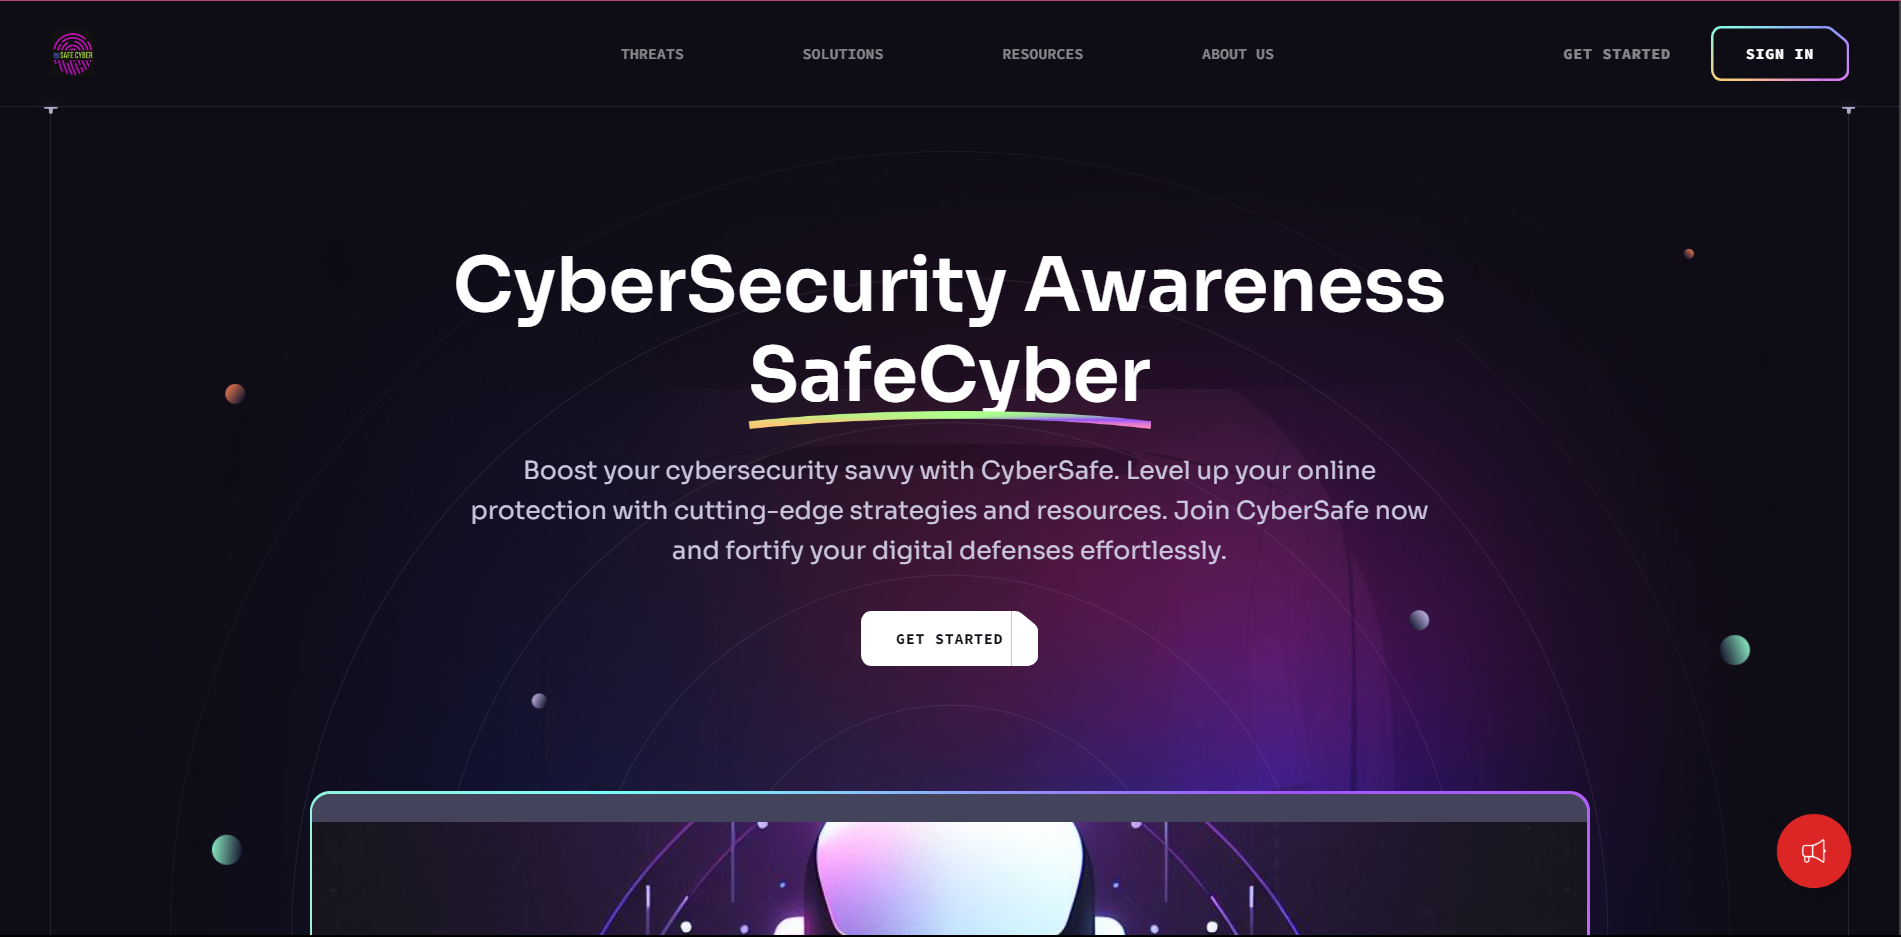 SAFE CYBER
THREATS
SOLUTIONS
RESOURCES
ABOUT US
GET STARTED
SIGN IN
CyberSecurity Awareness
SafeCyber
Boost your cybersecurity savvy with CyberSafe. Level up your online
protection with cutting-edge strategies and resources. Join CyberSafe now
and fortify your digital defenses effortlessly.
GET STARTED